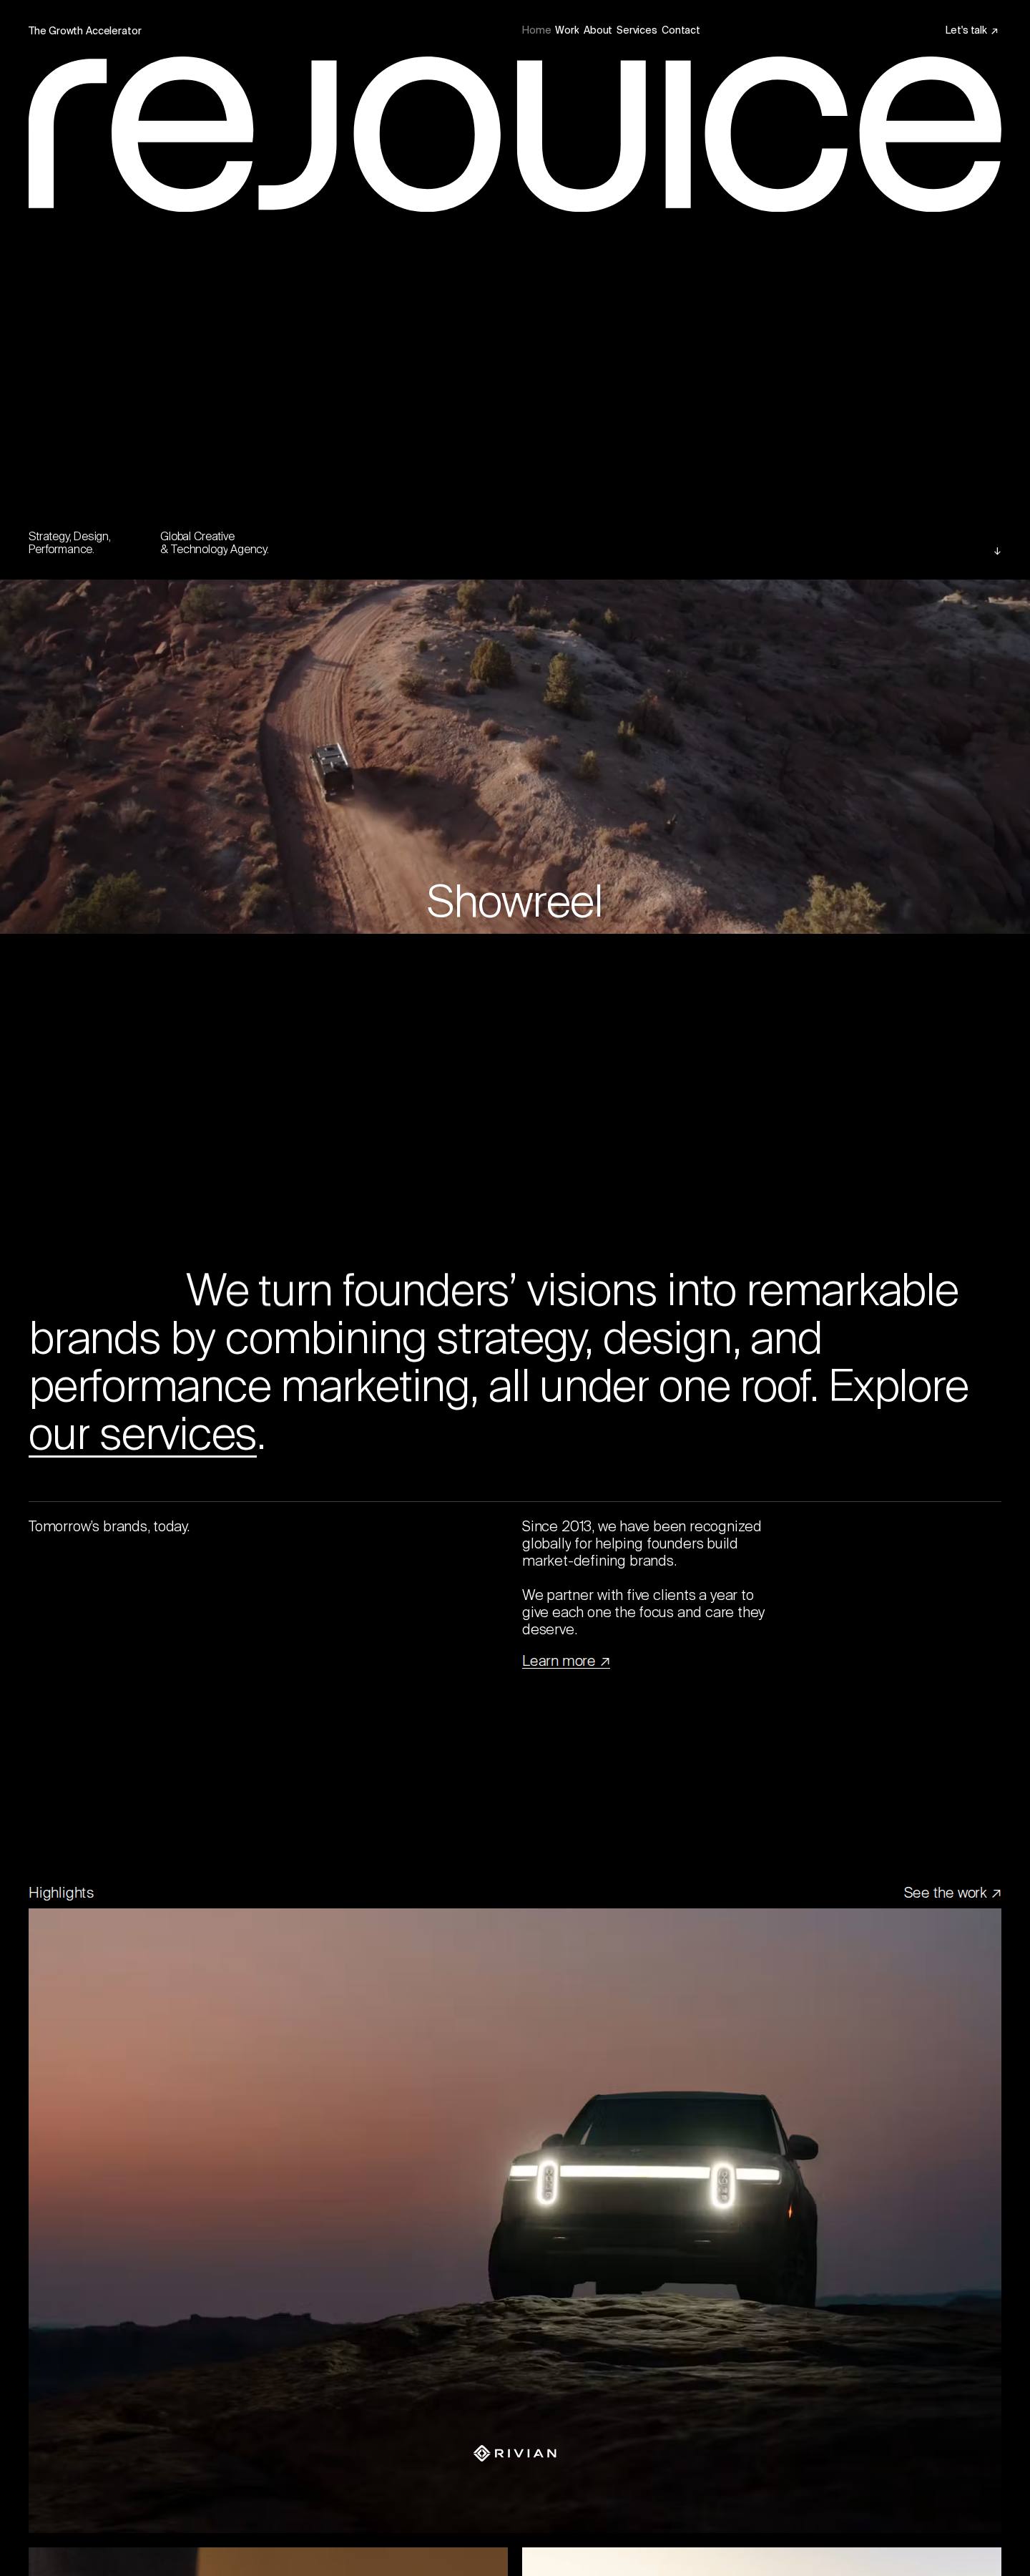 The Growth Accelerator
Home Work About Services Contact
Let's talk ↗
rejouice
Strategy, Design,
Performance.
Global Creative
& Technology Agency.
↓
Showreel
We turn founders’ visions into remarkable
brands by combining strategy, design, and
performance marketing, all under one roof. Explore
our services.
Tomorrow’s brands, today.
Since 2013, we have been recognized
globally for helping founders build
market-defining brands.
We partner with five clients a year to
give each one the focus and care they
deserve.
Learn more ↗
Highlights
See the work ↗
RIVIAN